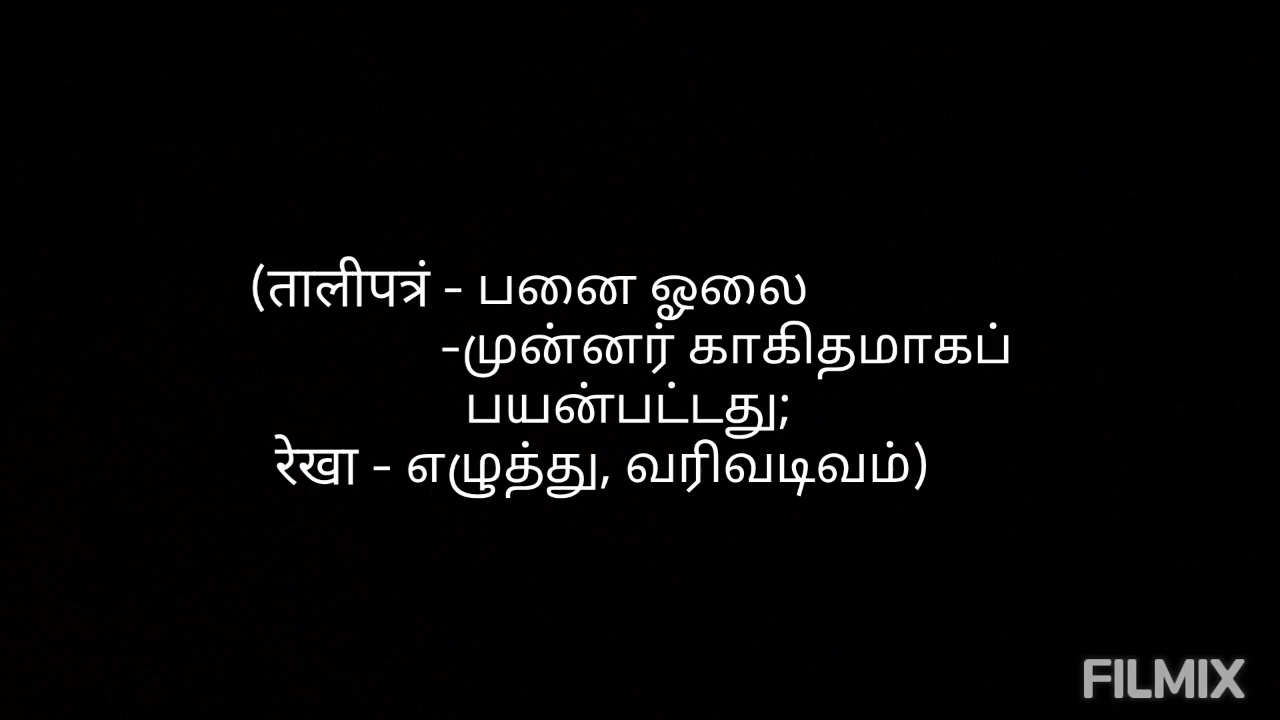 (तालीपत्रं - பனை ஓலை
-முன்னர் காகிதமாகப்
பயன்பட்டது;
रेखा - எழுத்து, வரிவடிவம்)
FILMIX